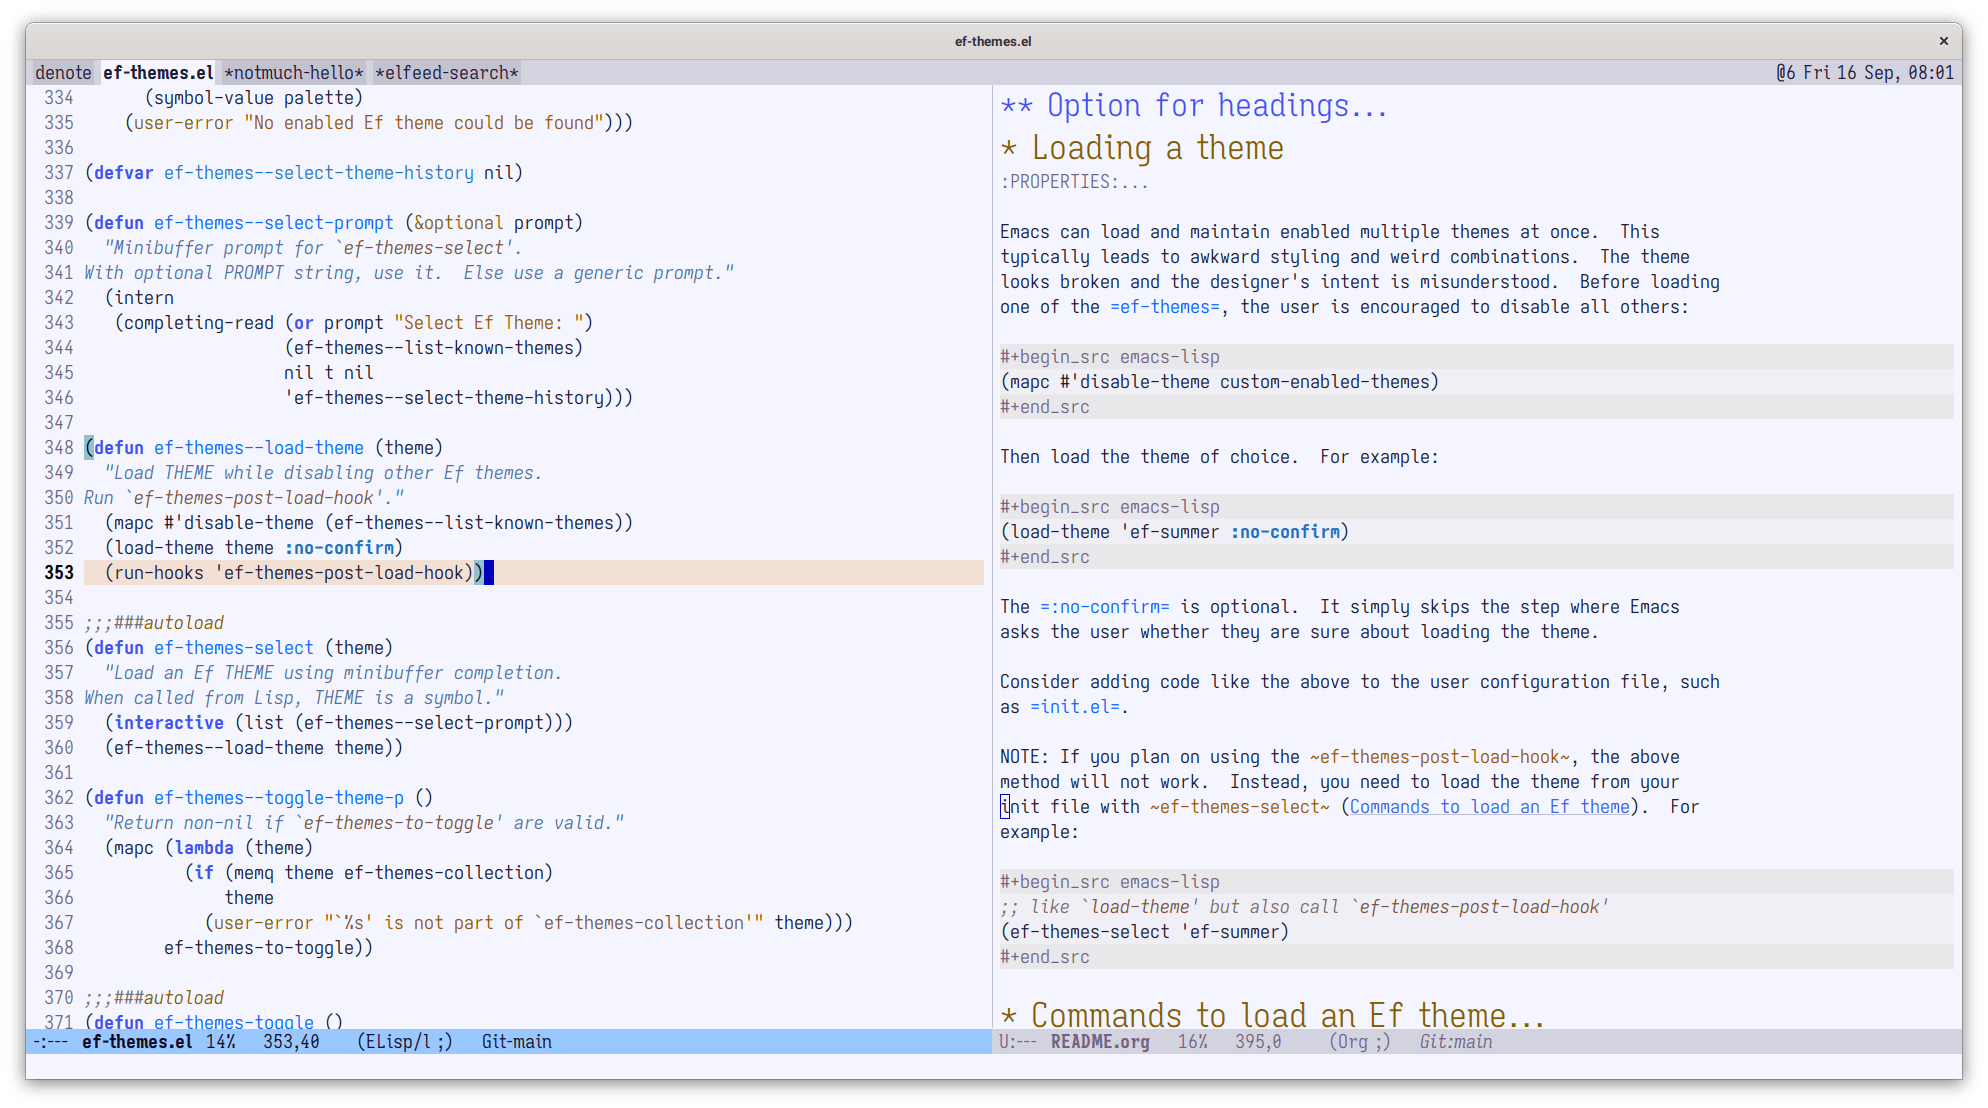 ef-themes.el
×
denote ef-themes.el *notmuch-hello* *elfeed-search*
@6 Fri 16 Sep, 08:01
334       (symbol-value palette)
335     (user-error "No enabled Ef theme could be found")))
336
337 (defvar ef-themes--select-theme-history nil)
338
339 (defun ef-themes--select-prompt (&optional prompt)
340   "Minibuffer prompt for `ef-themes-select'.
341 With optional PROMPT string, use it.  Else use a generic prompt."
342   (intern
343    (completing-read (or prompt "Select Ef Theme: ")
344                     (ef-themes--list-known-themes)
345                     nil t nil
346                     'ef-themes--select-theme-history)))
347
348 (defun ef-themes--load-theme (theme)
349   "Load THEME while disabling other Ef themes.
350 Run `ef-themes-post-load-hook'."
351   (mapc #'disable-theme (ef-themes--list-known-themes))
352   (load-theme theme :no-confirm)
353   (run-hooks 'ef-themes-post-load-hook))
354
355 ;;;###autoload
356 (defun ef-themes-select (theme)
357   "Load an Ef THEME using minibuffer completion.
358 When called from Lisp, THEME is a symbol."
359   (interactive (list (ef-themes--select-prompt)))
360   (ef-themes--load-theme theme))
361
362 (defun ef-themes--toggle-theme-p ()
363   "Return non-nil if `ef-themes-to-toggle' are valid."
364   (mapc (lambda (theme)
365           (if (memq theme ef-themes-collection)
366               theme
367             (user-error "`%s' is not part of `ef-themes-collection'" theme)))
368         ef-themes-to-toggle))
369
370 ;;;###autoload
371 (defun ef-themes-toggle ()
-:---  ef-themes.el  14%   353,40    (ELisp/l ;)   Git-main
** Option for headings...
* Loading a theme
:PROPERTIES:...
Emacs can load and maintain enabled multiple themes at once.  This
typically leads to awkward styling and weird combinations.  The theme
looks broken and the designer's intent is misunderstood.  Before loading
one of the =ef-themes=, the user is encouraged to disable all others:
#+begin_src emacs-lisp
(mapc #'disable-theme custom-enabled-themes)
#+end_src
Then load the theme of choice.  For example:
#+begin_src emacs-lisp
(load-theme 'ef-summer :no-confirm)
#+end_src
The =:no-confirm= is optional.  It simply skips the step where Emacs
asks the user whether they are sure about loading the theme.
Consider adding code like the above to the user configuration file, such
as =init.el=.
NOTE: If you plan on using the ~ef-themes-post-load-hook~, the above
method will not work.  Instead, you need to load the theme from your
init file with ~ef-themes-select~ (Commands to load an Ef theme).  For
example:
#+begin_src emacs-lisp
;; like `load-theme' but also call `ef-themes-post-load-hook'
(ef-themes-select 'ef-summer)
#+end_src
* Commands to load an Ef theme...
U:---  README.org   16%   395,0     (Org ;)   Git:main